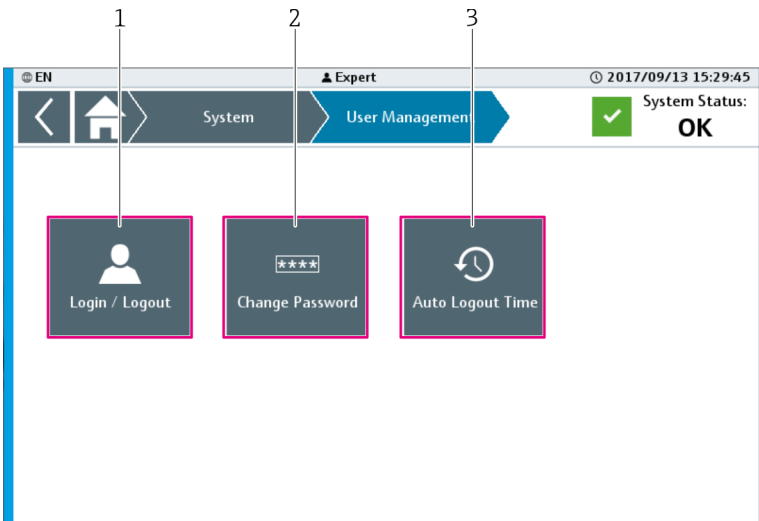 1 2 3
EN Expert 2017/09/13 15:29:45
System User Management System Status:
OK
****
Login / Logout Change Password Auto Logout Time